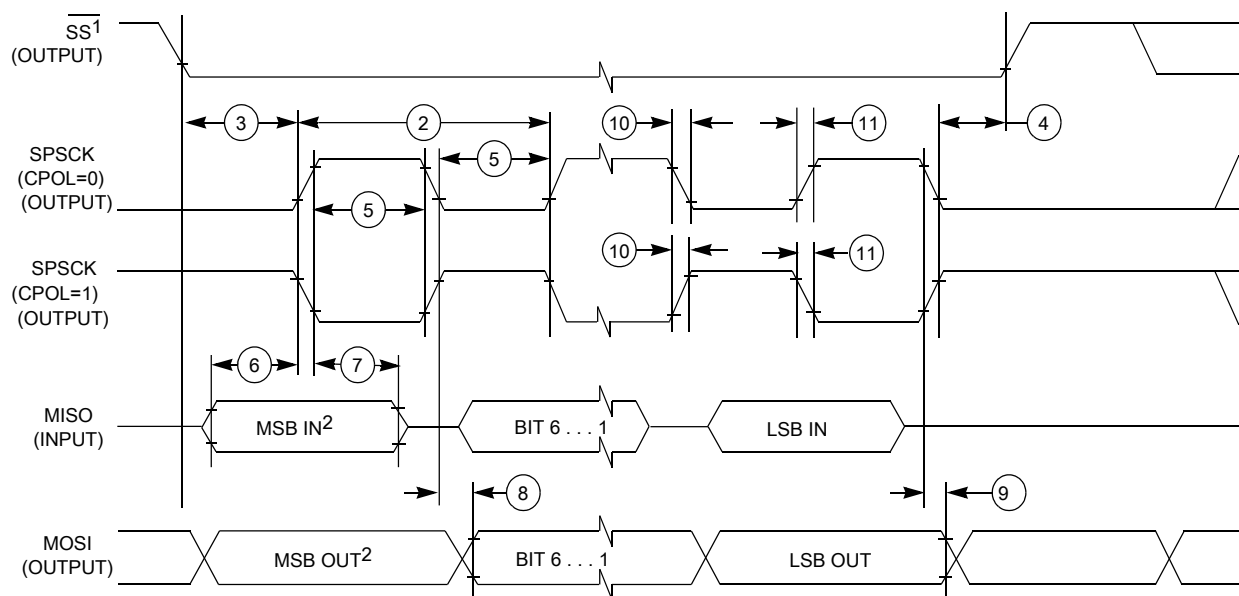 SS1
(OUTPUT)
3
2
10
11
4
SPSCK
(CPOL=0)
(OUTPUT)
5
5
SPSCK
(CPOL=1)
(OUTPUT)
10
11
6
7
MISO
(INPUT)
MSB IN2
BIT 6 . . . 1
LSB IN
8
9
MOSI
(OUTPUT)
MSB OUT2
BIT 6 . . . 1
LSB OUT